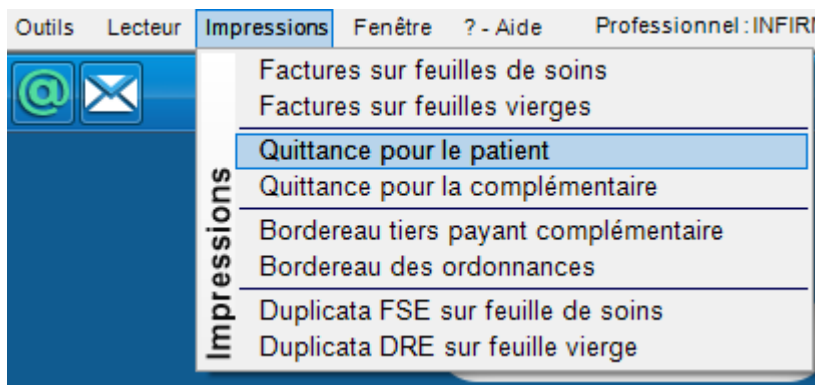 Outils Lecteur Impressions Fenêtre ? - Aide Professionnel : INFIRM
Factures sur feuilles de soins
Factures sur feuilles vierges
Quittance pour le patient
Quittance pour la complémentaire
Bordereau tiers payant complémentaire
Bordereau des ordonnances
Duplicata FSE sur feuille de soins
Duplicata DRE sur feuille vierge
Impressions